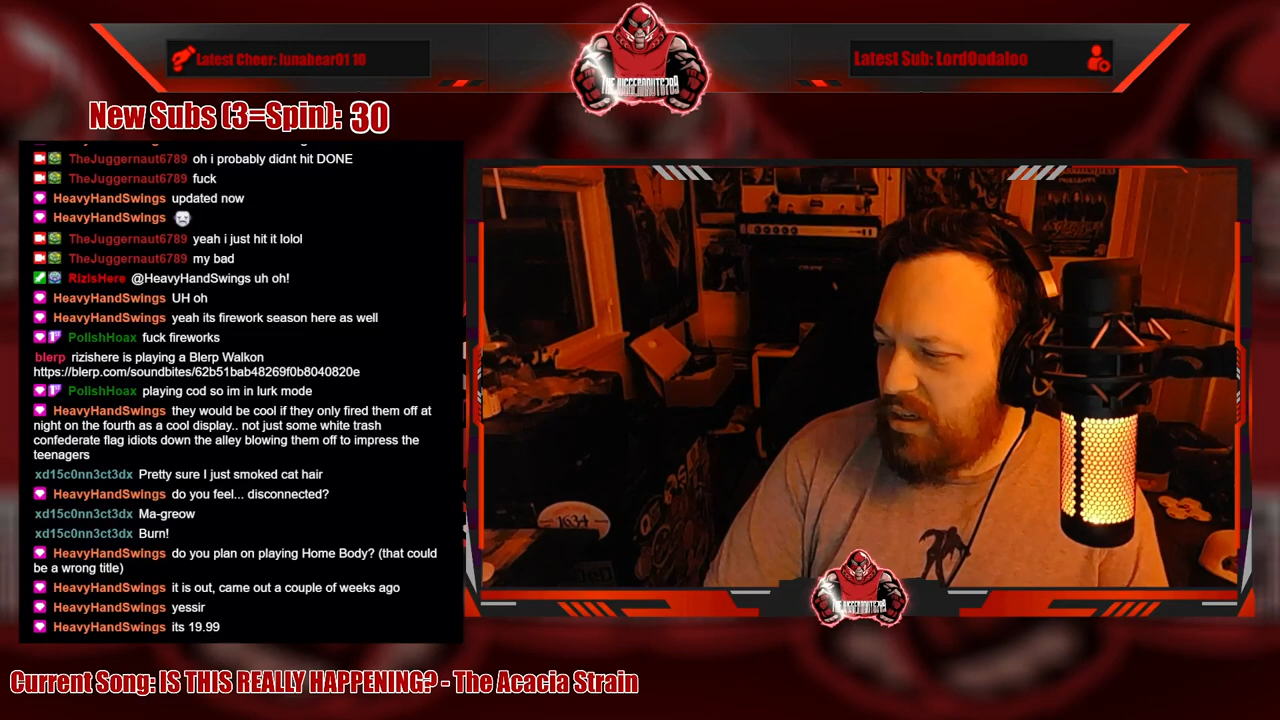 Latest Cheer: lunabear0110
THEJUGGERNAUT6789
Latest Sub: LordOodaloo
New Subs (3=Spin): 30
TheJuggernaut6789 oh i probably didnt hit DONE
TheJuggernaut6789 fuck
HeavyHandSwings updated now
HeavyHandSwings
TheJuggernaut6789 yeah i just hit it lolol
TheJuggernaut6789 my bad
RizisHere @HeavyHandSwings uh oh!
HeavyHandSwings UH oh
HeavyHandSwings yeah its firework season here as well
PolishHoax fuck fireworks
blerp rizishere is playing a Blerp Walkon
https://blerp.com/soundbites/62b51bab48269f0b8040820e
PolishHoax playing cod so im in lurk mode
HeavyHandSwings they would be cool if they only fired them off at
night on the fourth as a cool display.. not just some white trash
confederate flag idiots down the alley blowing them off to impress the
teenagers
xd15c0nn3ct3dx Pretty sure I just smoked cat hair
HeavyHandSwings do you feel... disconnected?
xd15c0nn3ct3dx Ma-greow
xd15c0nn3ct3dx Burn!
HeavyHandSwings do you plan on playing Home Body? (that could
be a wrong title)
HeavyHandSwings it is out, came out a couple of weeks ago
HeavyHandSwings yessir
HeavyHandSwings its 19.99
1634
THEJUGGERNAUT6789
Current Song: IS THIS REALLY HAPPENING? - The Acacia Strain